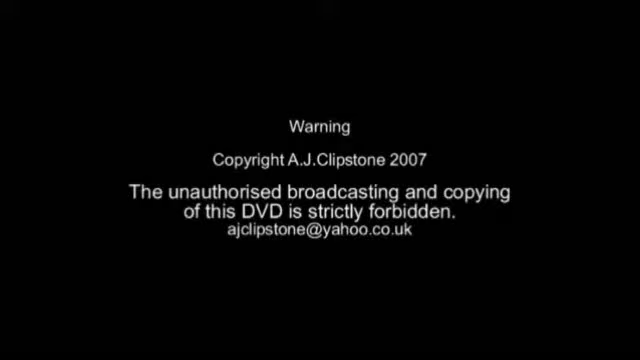 Warning
Copyright A.J.Clipstone 2007
The unauthorised broadcasting and copying
of this DVD is strictly forbidden.
ajclipstone@yahoo.co.uk